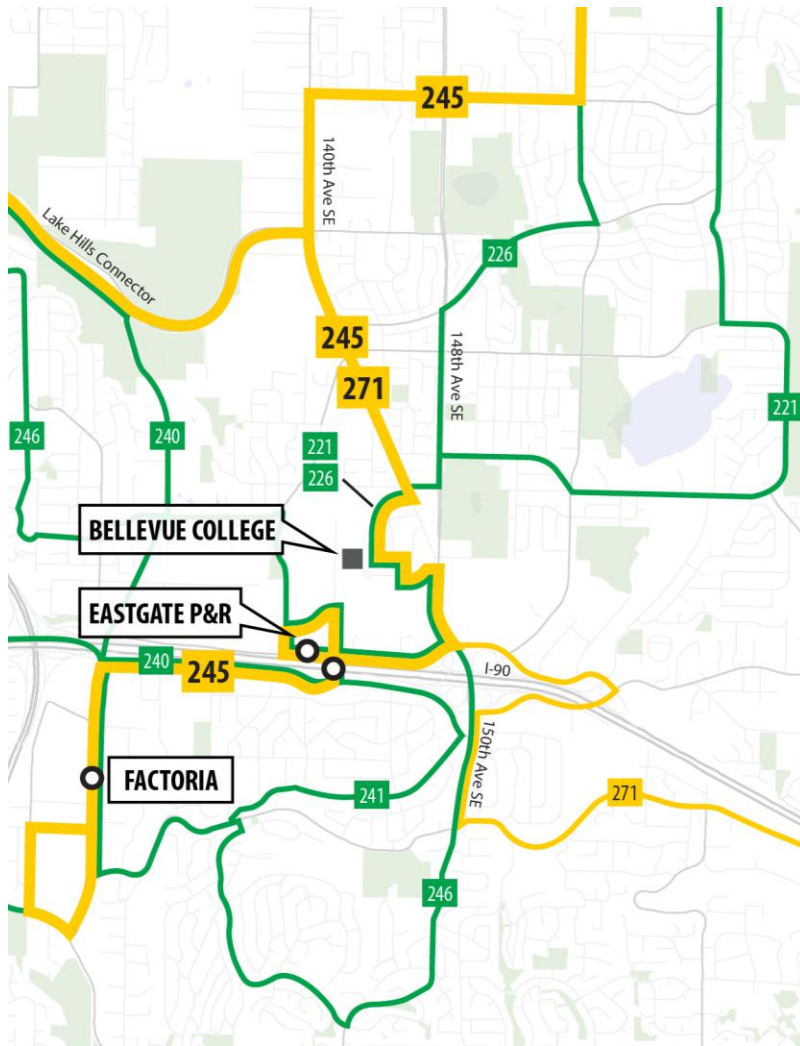 245
140th Ave SE
Lake Hills Connector
226
245
148th Ave SE
271
221
246
240
221
226
BELLEVUE COLLEGE
EASTGATE P&R
240
245
I-90
150th Ave SE
FACTORIA
241
271
246